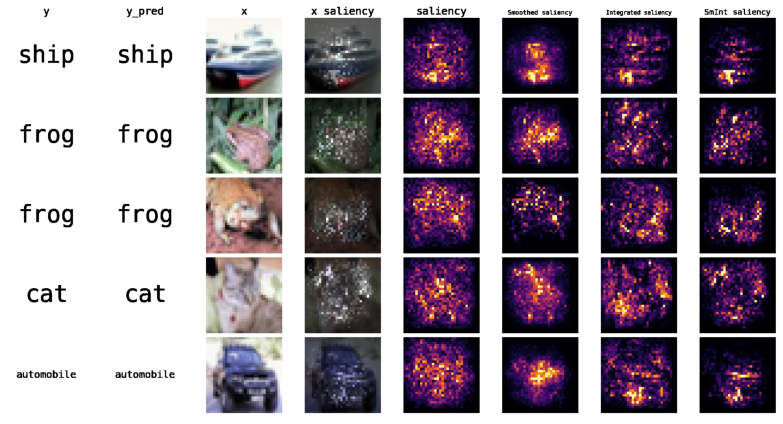 y y_pred x x saliency saliency Smoothed saliency Integrated saliency SmInt saliency
ship ship
frog frog
frog frog
cat cat
automobile automobile